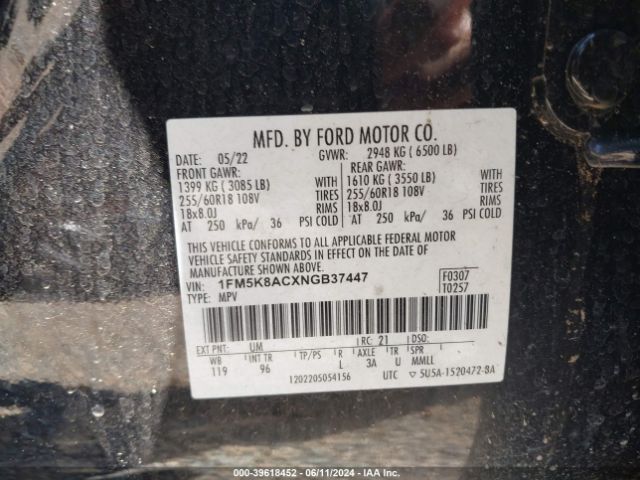 MFD. BY FORD MOTOR CO.
DATE: 05/22 GVWR: 2948 KG ( 6500 LB)
FRONT GAWR: REAR GAWR:
1399 KG ( 3085 LB) WITH 1610 KG ( 3550 LB) WITH
255/60R18 108V TIRES 255/60R18 108V TIRES
18x8.0J RIMS 18x8.0J RIMS
AT 250 kPa/ 36 PSI COLD AT 250 kPa/ 36 PSI COLD
THIS VEHICLE CONFORMS TO ALL APPLICABLE FEDERAL MOTOR
VEHICLE SAFETY STANDARDS IN EFFECT ON THE DATE OF
MANUFACTURE SHOWN ABOVE.
VIN: 1FM5K8ACXNGB37447 F0307
TYPE: MPV T0257
EXT PNT: UM RC: 21 DSO:
WB INT TR TP/PS R AXLE TR SPR
119 96 L 3A U MMLL
1202205054156 UTC ▽ 5U5A-1520472-8A
000-39618452 / 06/11/2024 - IAA Inc.